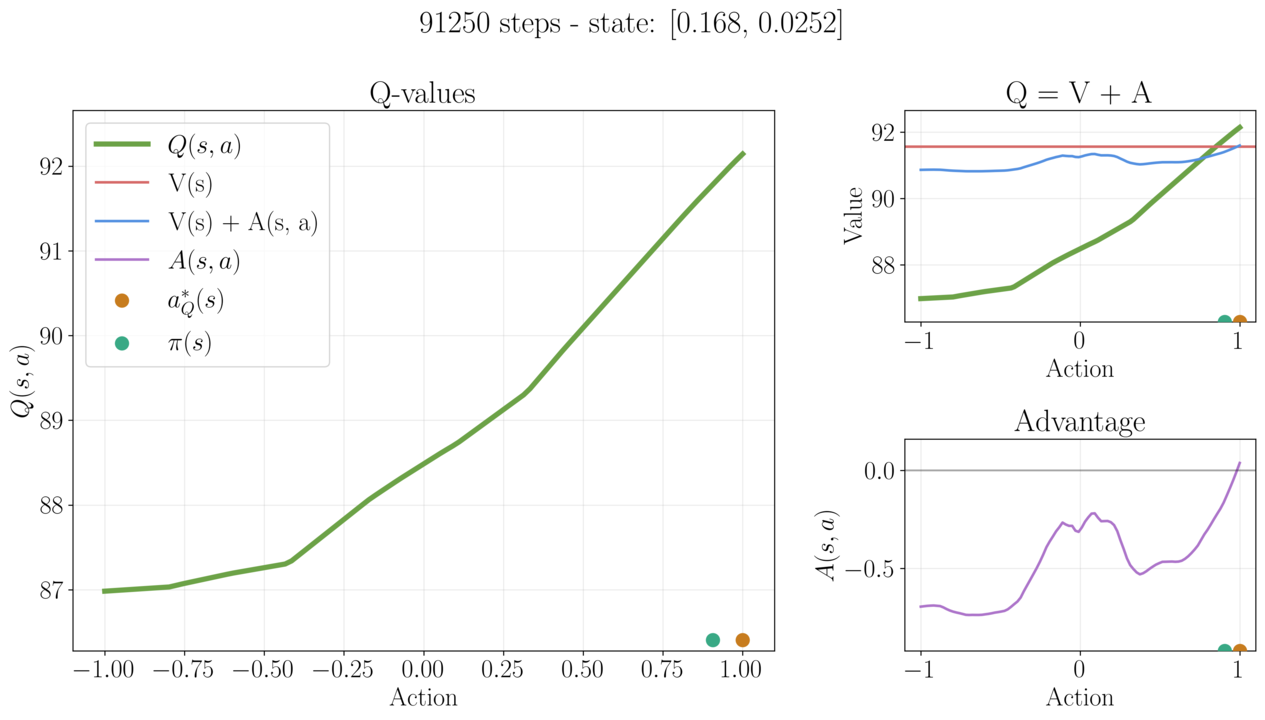 91250 steps - state: [0.168, 0.0252]
Q-values
Q(s, a)
V(s)
V(s) + A(s, a)
A(s, a)
a*_Q(s)
π(s)
Q(s, a)
92
91
90
89
88
87
−1.00 −0.75 −0.50 −0.25 0.00 0.25 0.50 0.75 1.00
Action
Q = V + A
Value
92
90
88
−1 0 1
Action
Advantage
A(s, a)
0.0
−0.5
−1 0 1
Action